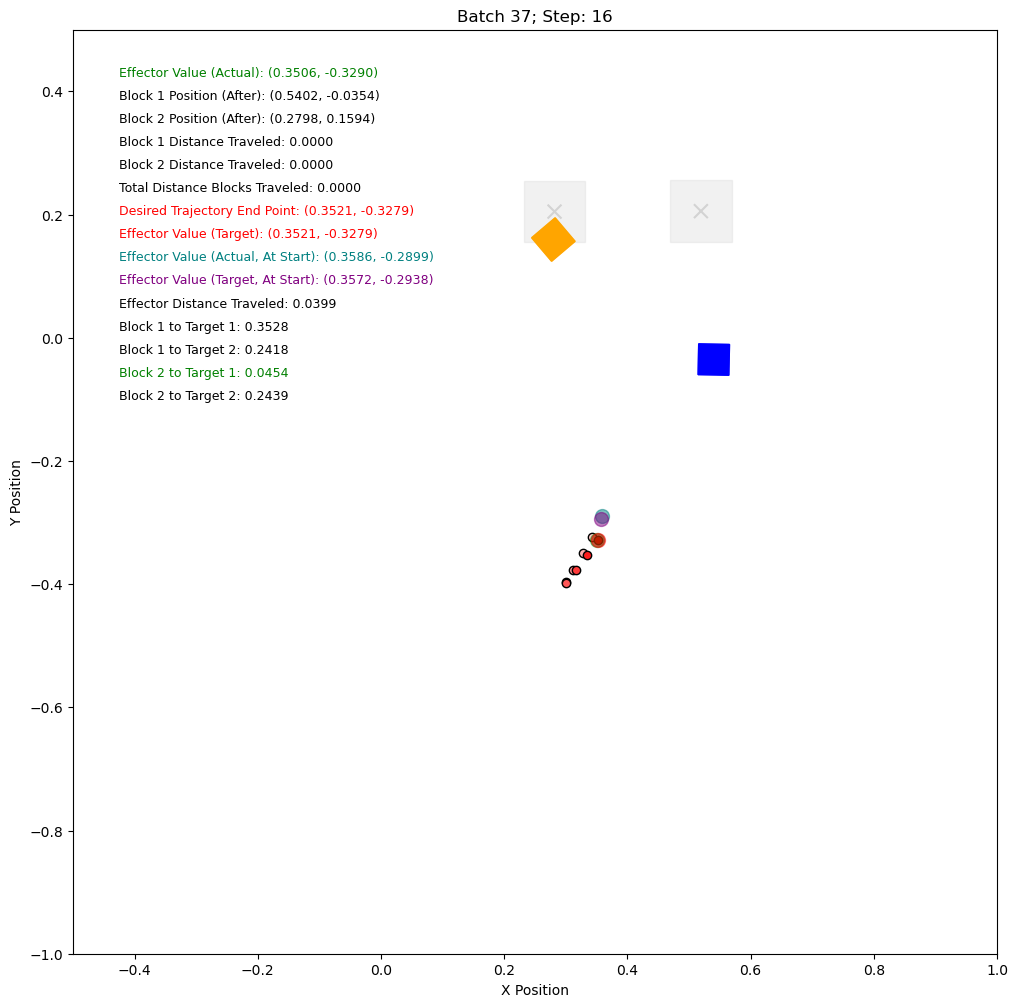 Batch 37; Step: 16
Effector Value (Actual): (0.3506, -0.3290)
Block 1 Position (After): (0.5402, -0.0354)
Block 2 Position (After): (0.2798, 0.1594)
Block 1 Distance Traveled: 0.0000
Block 2 Distance Traveled: 0.0000
Total Distance Blocks Traveled: 0.0000
Desired Trajectory End Point: (0.3521, -0.3279)
Effector Value (Target): (0.3521, -0.3279)
Effector Value (Actual, At Start): (0.3586, -0.2899)
Effector Value (Target, At Start): (0.3572, -0.2938)
Effector Distance Traveled: 0.0399
Block 1 to Target 1: 0.3528
Block 1 to Target 2: 0.2418
Block 2 to Target 1: 0.0454
Block 2 to Target 2: 0.2439
Y Position
0.4
0.2
0.0
−0.2
−0.4
−0.6
−0.8
−1.0
−0.4
−0.2
0.0
0.2
0.4
0.6
0.8
1.0
X Position